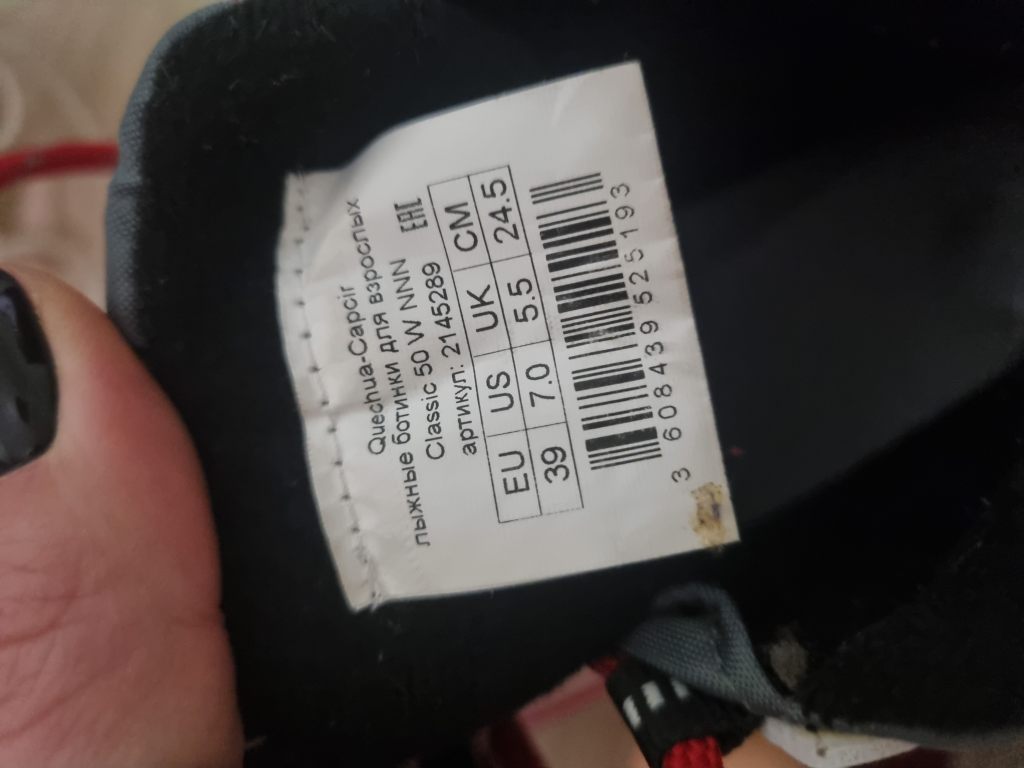 Quechua-Capcir
лыжные ботинки для взрослых
Classic 50 W NNN
артикул: 2145289 EAC
EU US UK CM
39 7.0 5.5 24.5
3 608439 525193